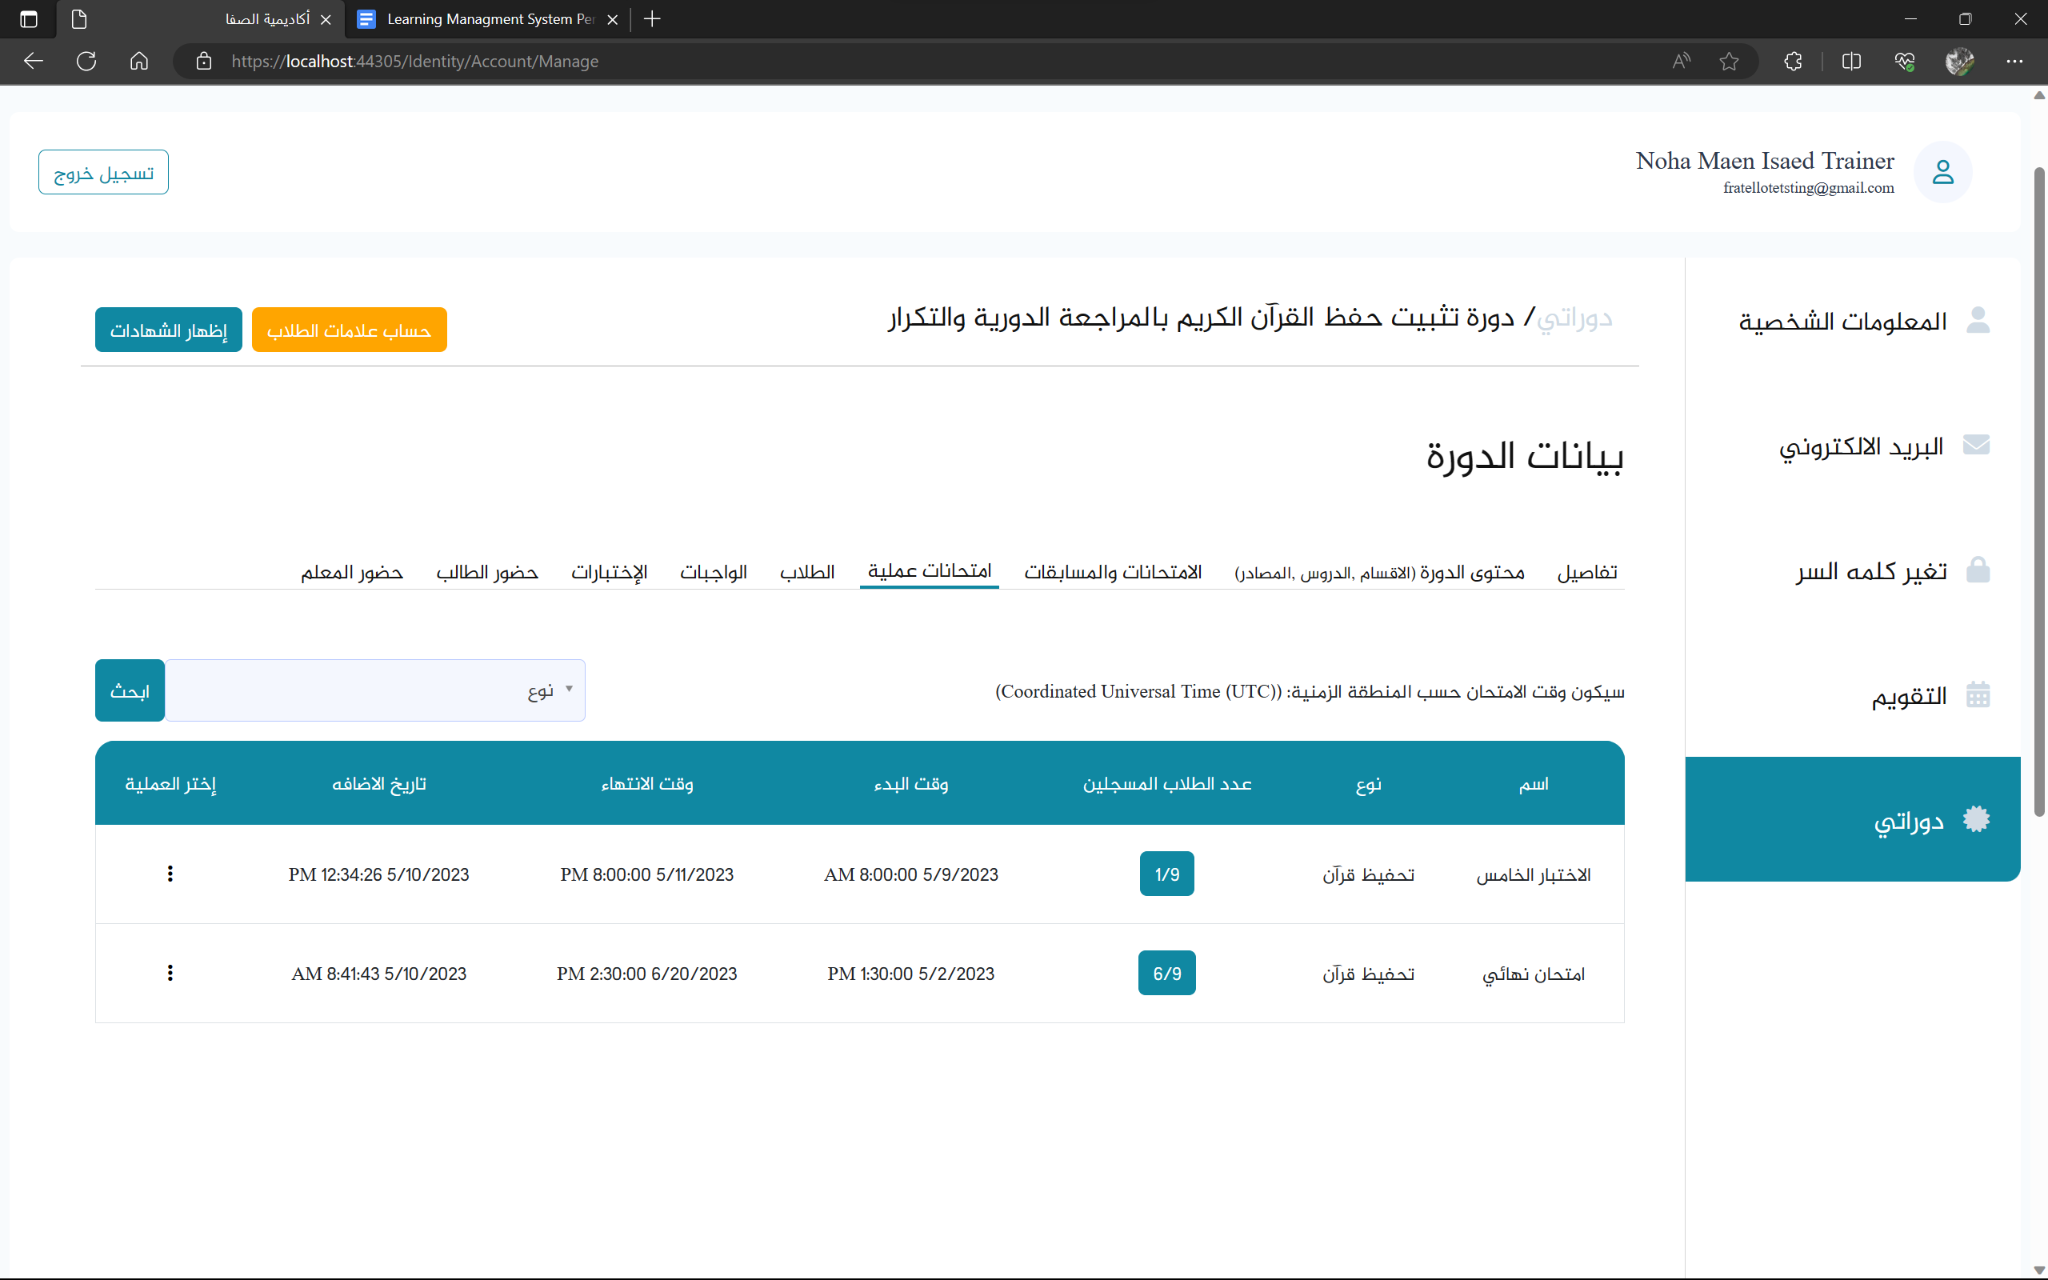 أكاديمية الصفا
Learning Managment System Per
https://localhost:44305/Identity/Account/Manage
Noha Maen Isaed Trainer
fratellotetsting@gmail.com
تسجيل خروج
المعلومات الشخصية
البريد الالكتروني
تغير كلمه السر
التقويم
دوراتي
دوراتي/ دورة تثبيت حفظ القرآن الكريم بالمراجعة الدورية والتكرار
حساب علامات الطلاب
إظهار الشهادات
بيانات الدورة
تفاصيل
محتوى الدورة (الاقسام ,الدروس ,المصادر)
الامتحانات والمسابقات
امتحانات عملية
الطلاب
الواجبات
الإختبارات
حضور الطالب
حضور المعلم
سيكون وقت الامتحان حسب المنطقة الزمنية: ((Coordinated Universal Time (UTC)
نوع
ابحث
اسم نوع عدد الطلاب المسجلين وقت البدء وقت الانتهاء تاريخ الاضافه إختر العملية
الاختبار الخامس تحفيظ قرآن 1/9 5/9/2023 8:00:00 AM 5/11/2023 8:00:00 PM 5/10/2023 12:34:26 PM
امتحان نهائي تحفيظ قرآن 6/9 5/2/2023 1:30:00 PM 6/20/2023 2:30:00 PM 5/10/2023 8:41:43 AM